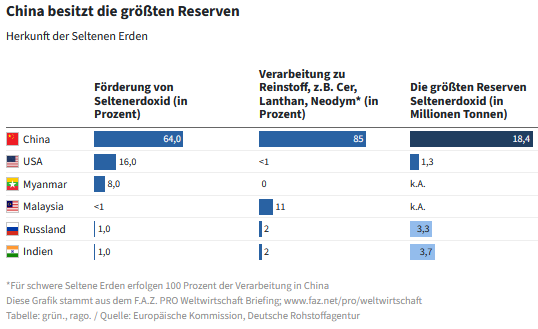 China besitzt die größten Reserven
Herkunft der Seltenen Erden
Förderung von
Seltenerdoxid (in
Prozent)
Verarbeitung zu
Reinstoff, z.B. Cer,
Lanthan, Neodym* (in
Prozent)
Die größten Reserven
Seltenerdoxid (in
Millionen Tonnen)
China 64,0 85 18,4
USA 16,0 <1 1,3
Myanmar 8,0 0 k.A.
Malaysia <1 11 k.A.
Russland 1,0 2 3,3
Indien 1,0 2 3,7
*Für schwere Seltene Erden erfolgen 100 Prozent der Verarbeitung in China
Diese Grafik stammt aus dem F.A.Z. PRO Weltwirtschaft Briefing; www.faz.net/pro/weltwirtschaft
Tabelle: grün., rago. / Quelle: Europäische Kommission, Deutsche Rohstoffagentur